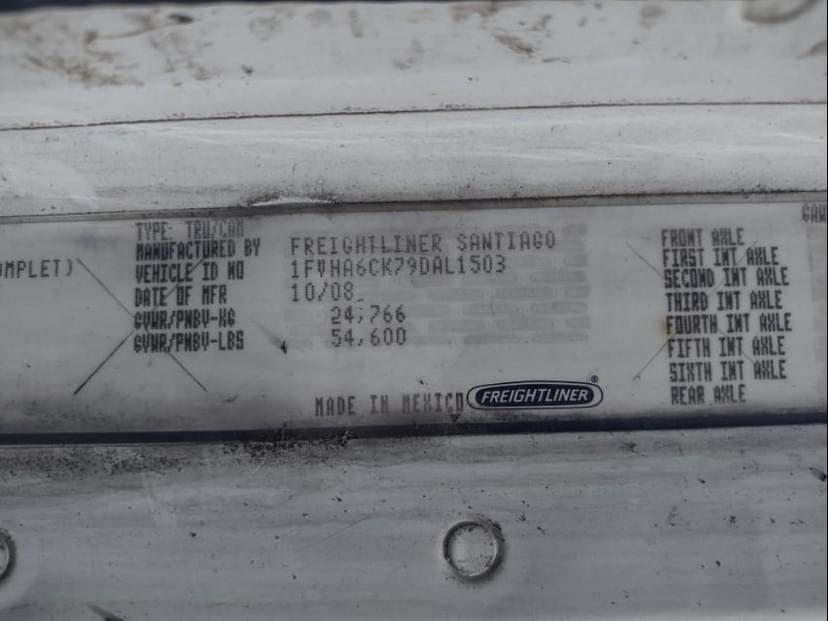 OMPLET)
TYPE: TRU/CAM
MANUFACTURED BY FREIGHTLINER SANTIAGO
VEHICLE ID NO 1FVHA6CK79DAL1503
DATE OF MFR 10/08
GVWR/PNBV-KG 24,766
GVWR/PNBV-LBS 54,600
MADE IN MEXICO FREIGHTLINER®
GAW
FRONT AXLE
FIRST INT AXLE
SECOND INT AXLE
THIRD INT AXLE
FOURTH INT AXLE
FIFTH INT AXLE
SIXTH INT AXLE
REAR AXLE